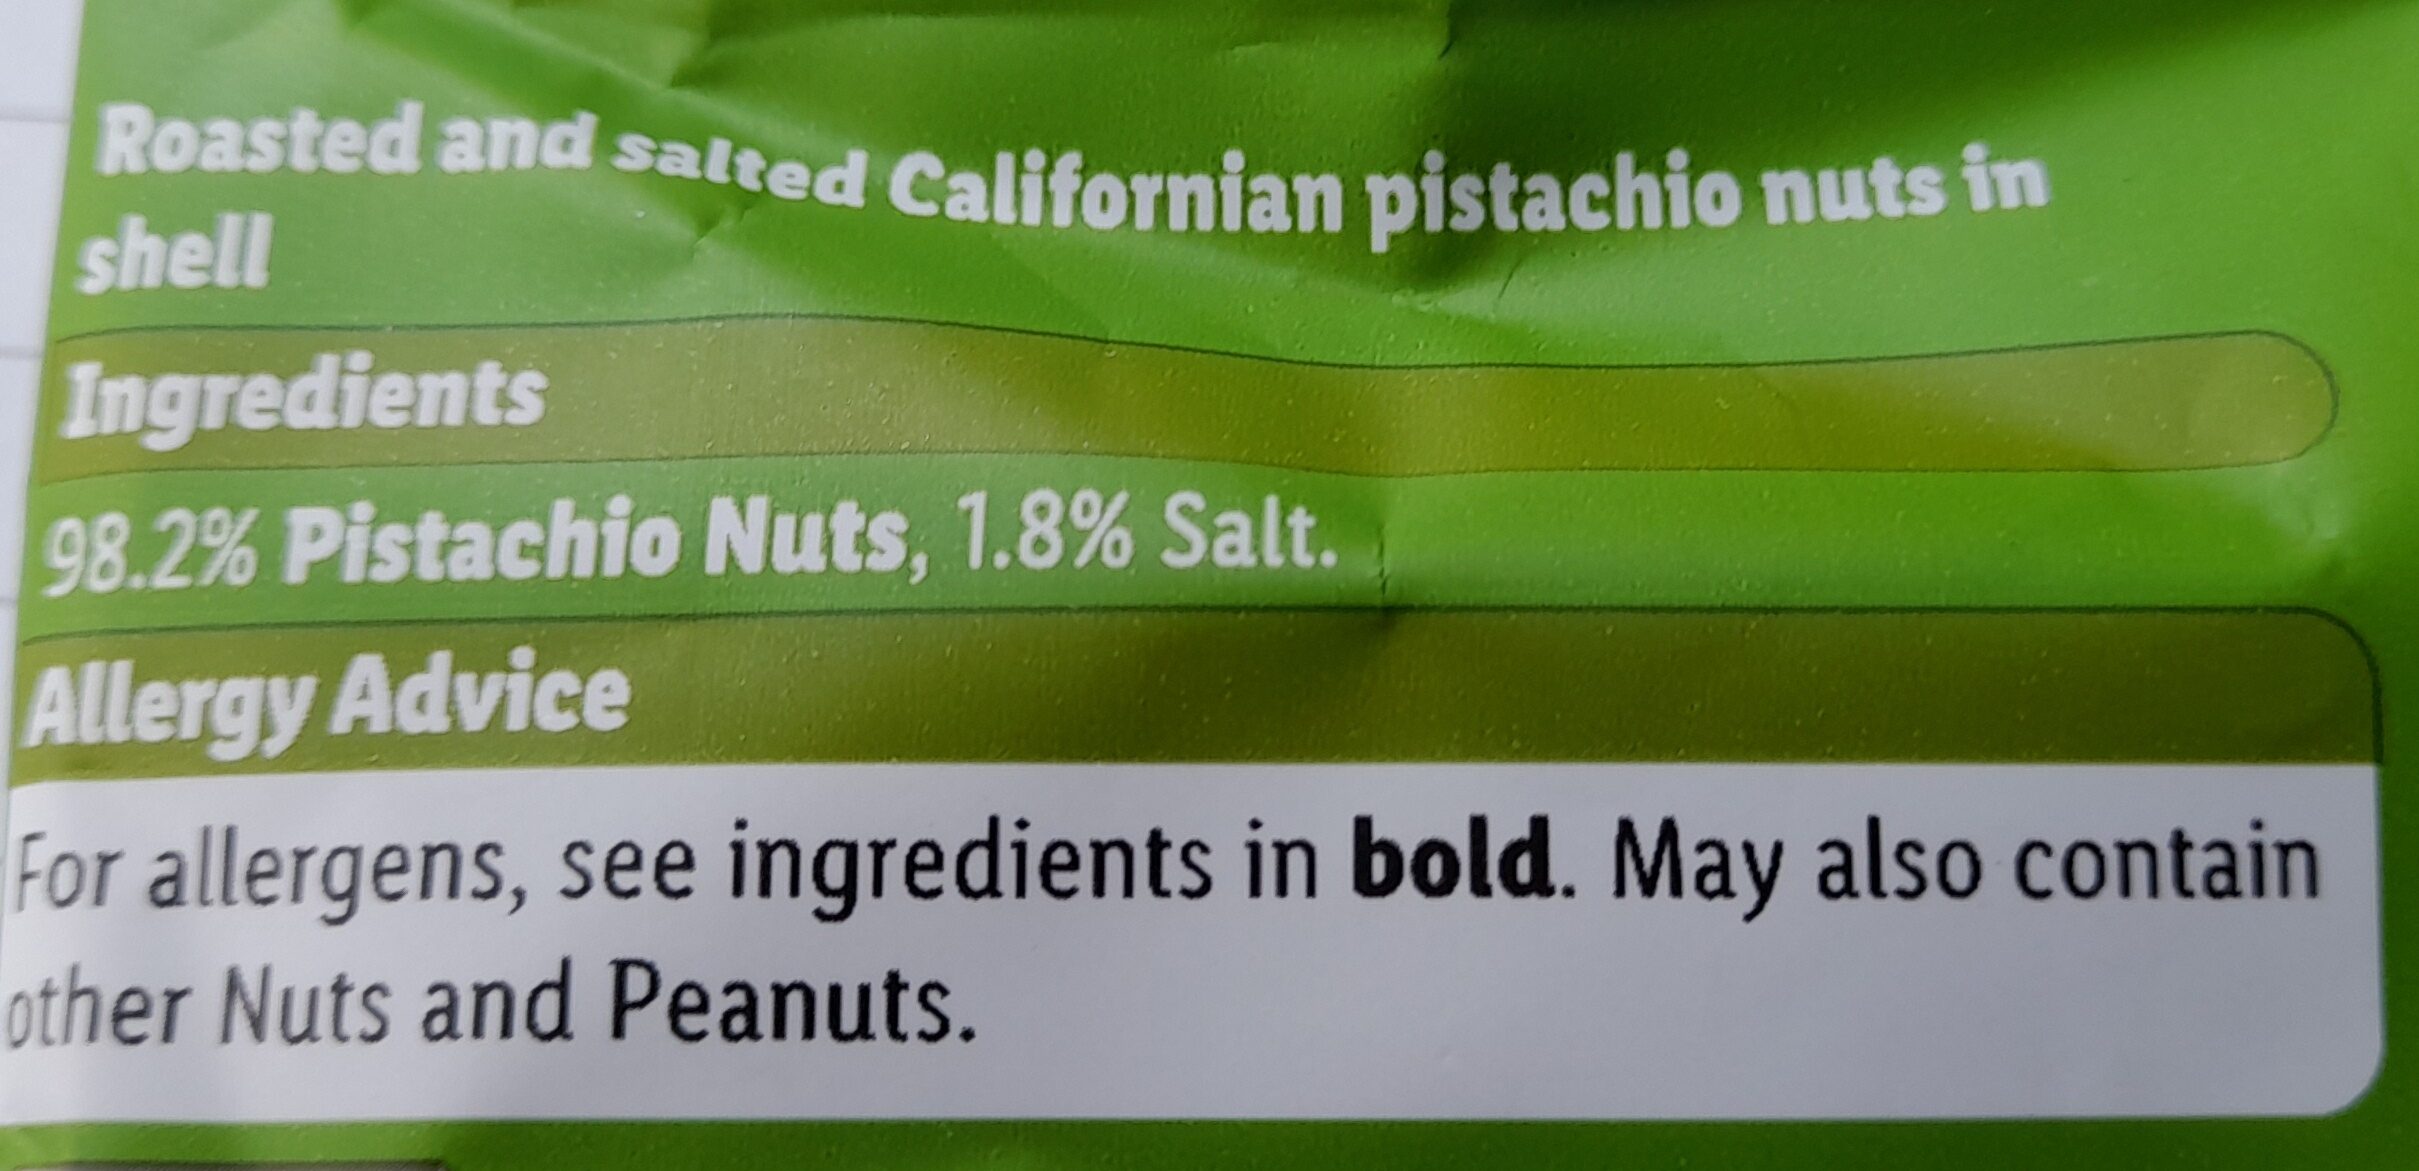 Roasted and salted Californian pistachio nuts in
shell
Ingredients
98.2% Pistachio Nuts, 1.8% Salt.
Allergy Advice
For allergens, see ingredients in bold. May also contain
other Nuts and Peanuts.